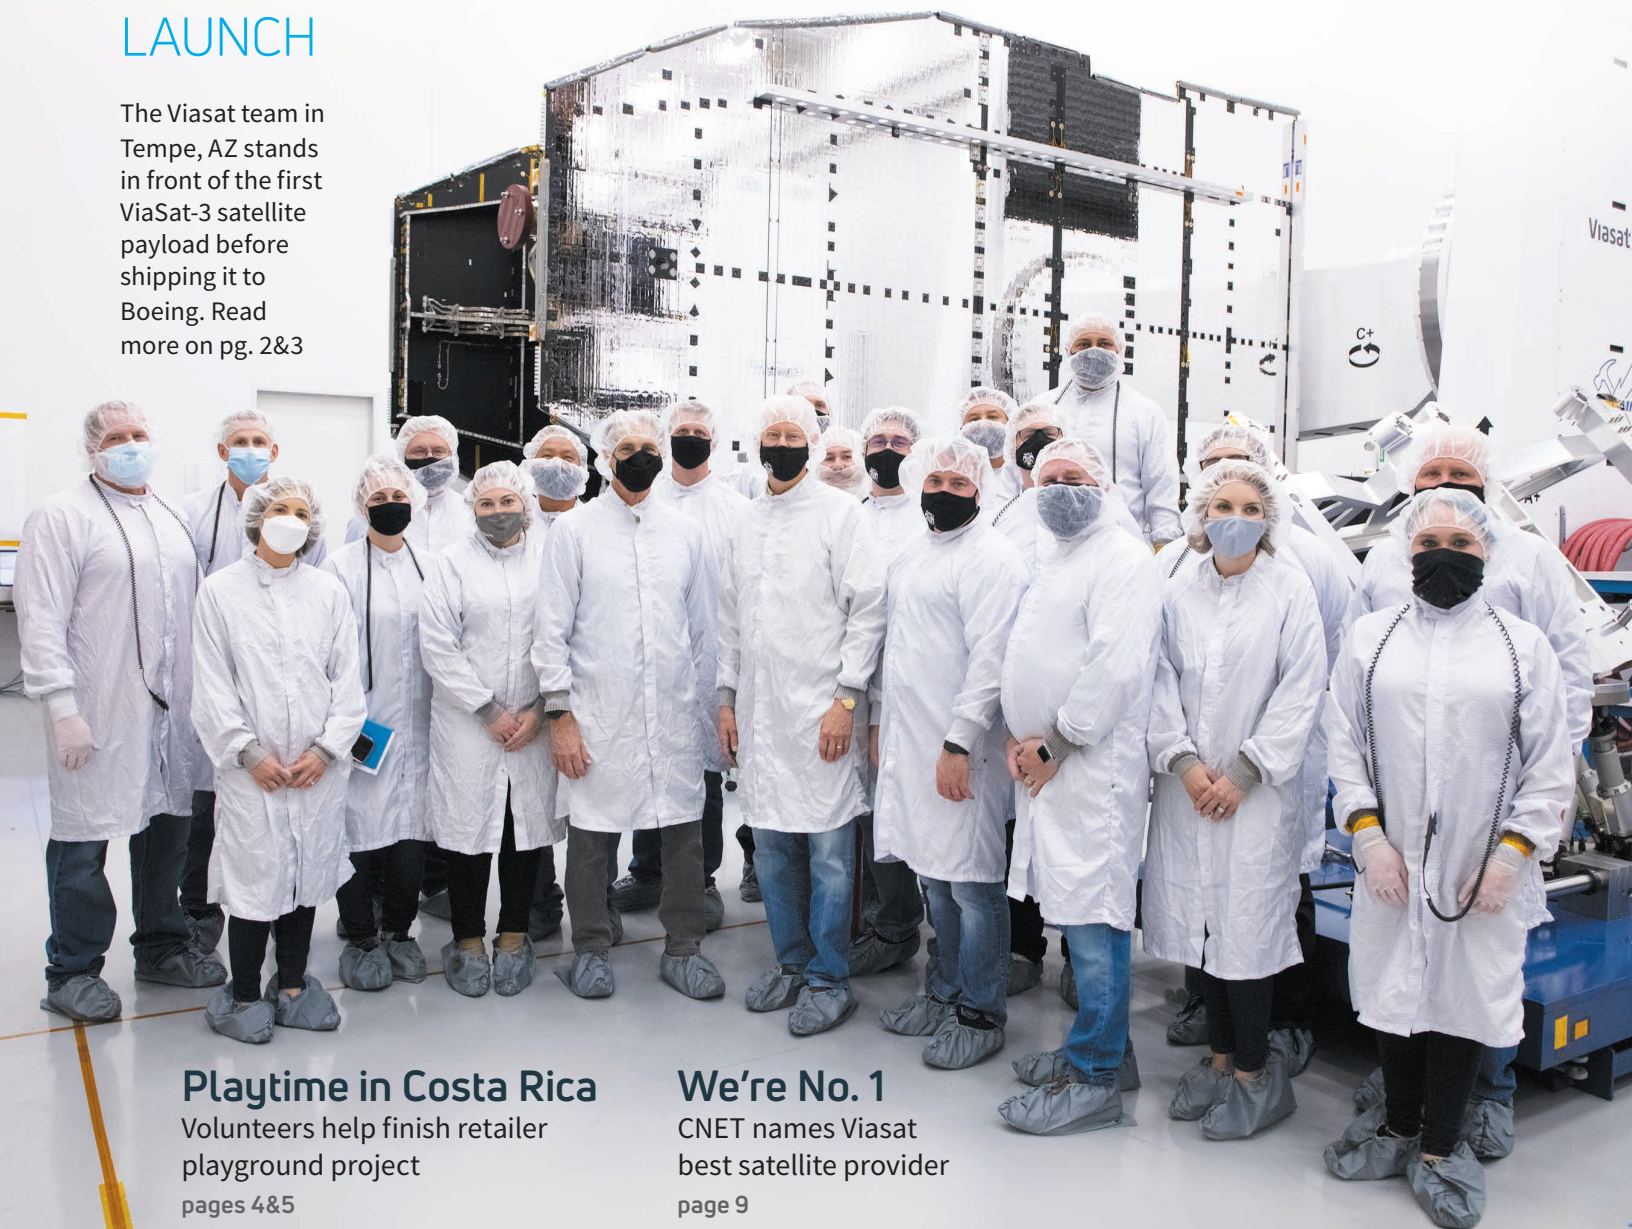 LAUNCH
The Viasat team in
Tempe, AZ stands
in front of the first
ViaSat-3 satellite
payload before
shipping it to
Boeing. Read
more on pg. 2&3
Viasat
C+
Playtime in Costa Rica
Volunteers help finish retailer
playground project
pages 4&5
We're No. 1
CNET names Viasat
best satellite provider
page 9